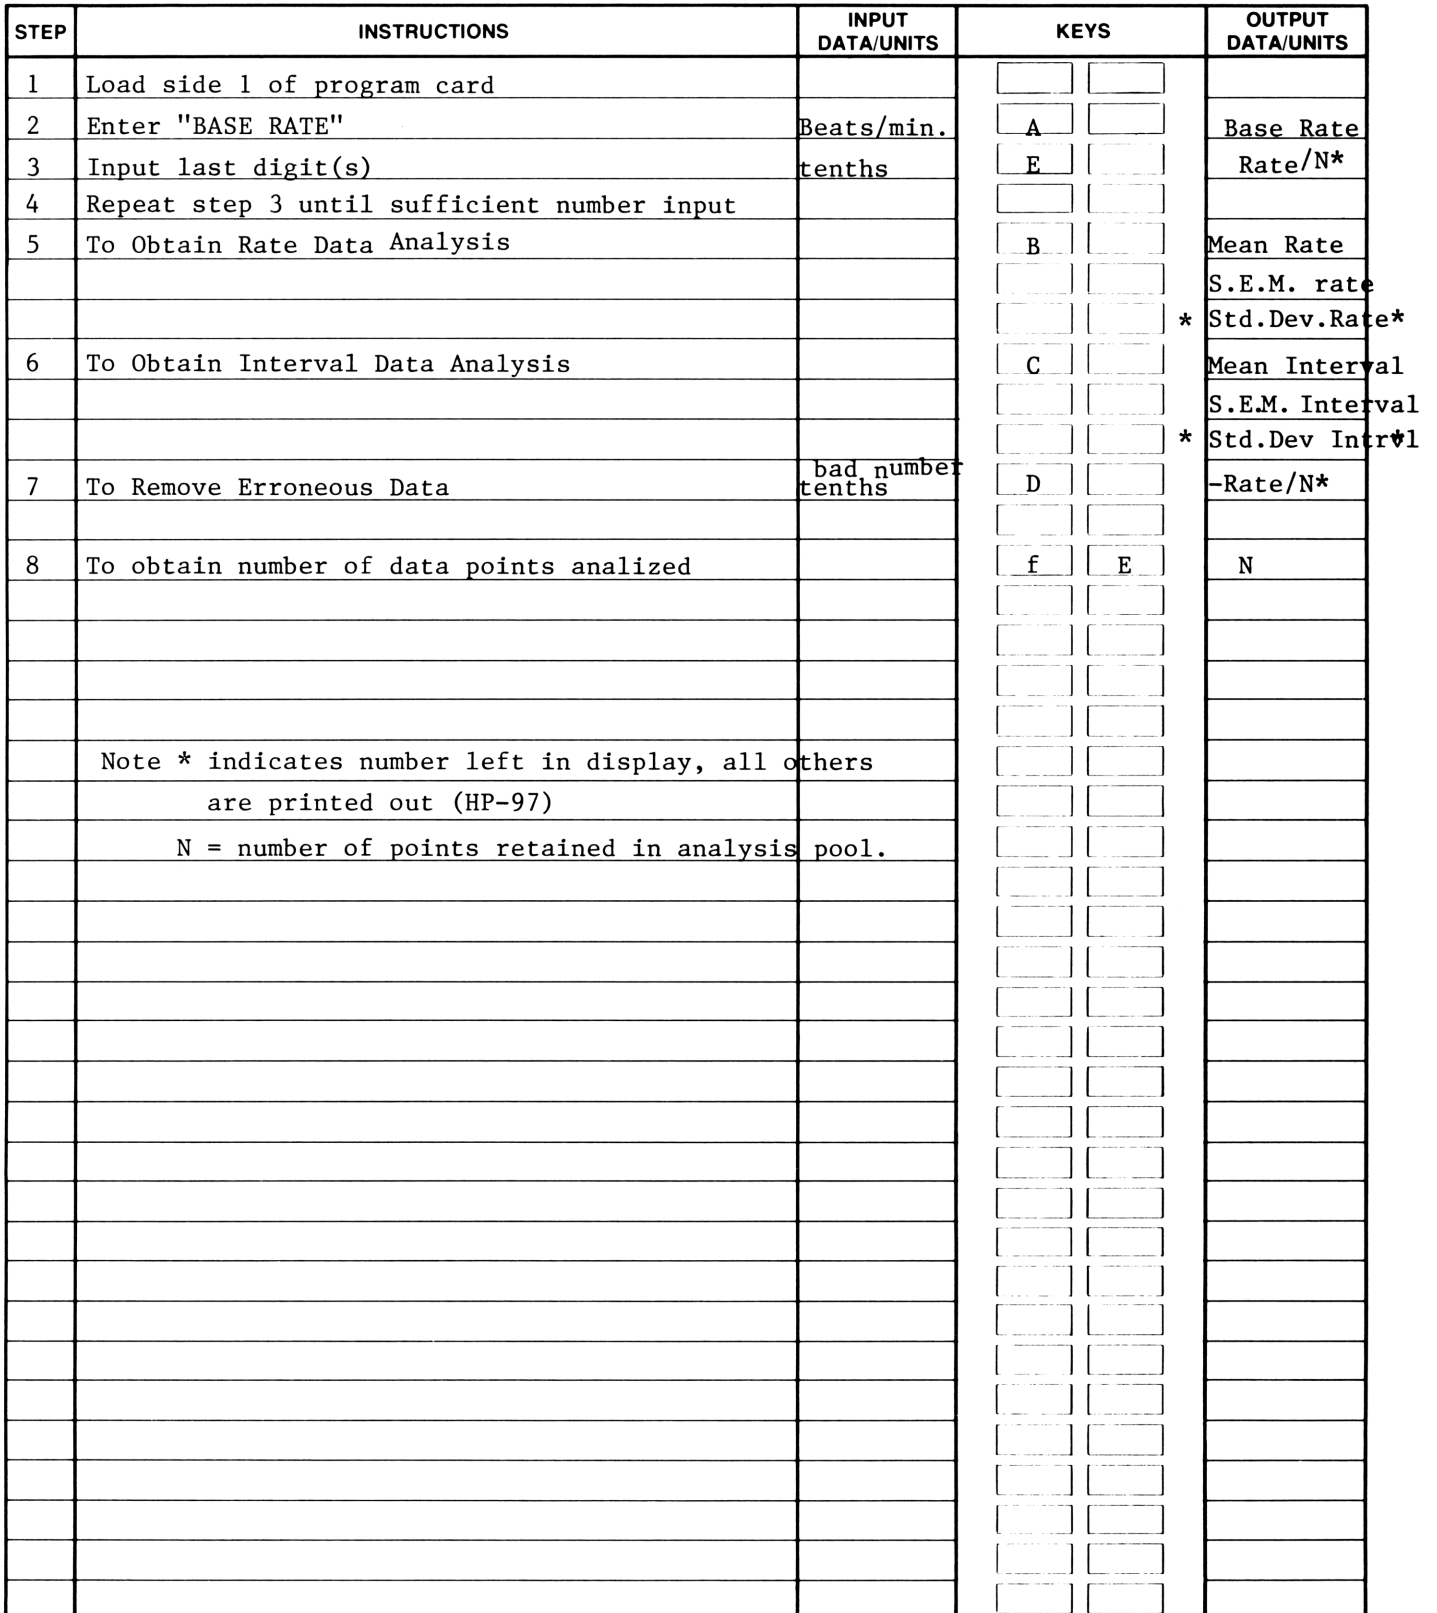 STEP INSTRUCTIONS INPUT DATA/UNITS KEYS OUTPUT DATA/UNITS
1 Load side 1 of program card
2 Enter "BASE RATE" Beats/min. A Base Rate
3 Input last digit(s) tenths E Rate/N*
4 Repeat step 3 until sufficient number input
5 To Obtain Rate Data Analysis B Mean Rate
S.E.M. rate
* Std.Dev.Rate*
6 To Obtain Interval Data Analysis C Mean Interval
S.E.M. Interval
* Std.Dev Intrvl
bad number
7 To Remove Erroneous Data tenths D -Rate/N*
8 To obtain number of data points analized f E N
Note * indicates number left in display, all others
are printed out (HP-97)
N = number of points retained in analysis pool.